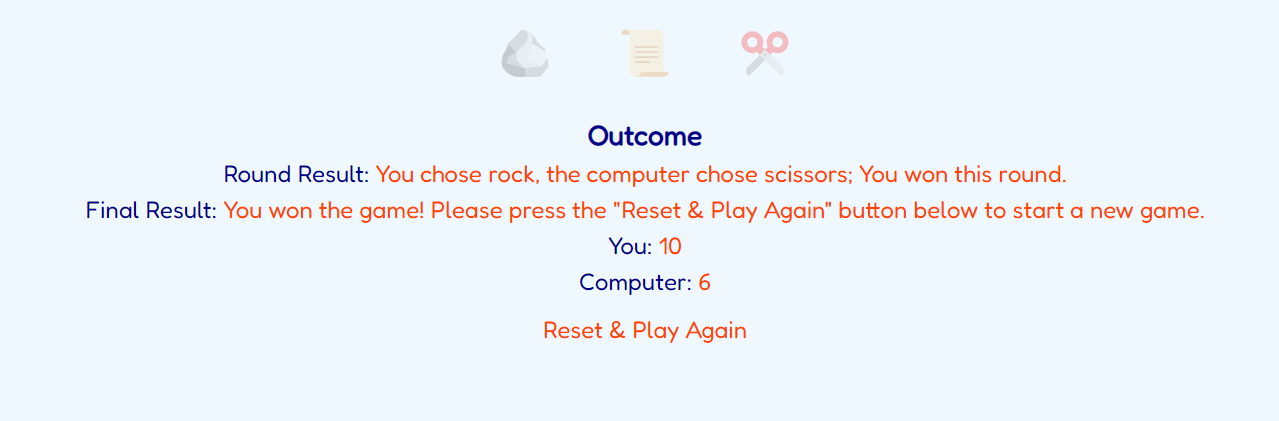 Outcome
Round Result: You chose rock, the computer chose scissors; You won this round.
Final Result: You won the game! Please press the "Reset & Play Again" button below to start a new game.
You: 10
Computer: 6
Reset & Play Again